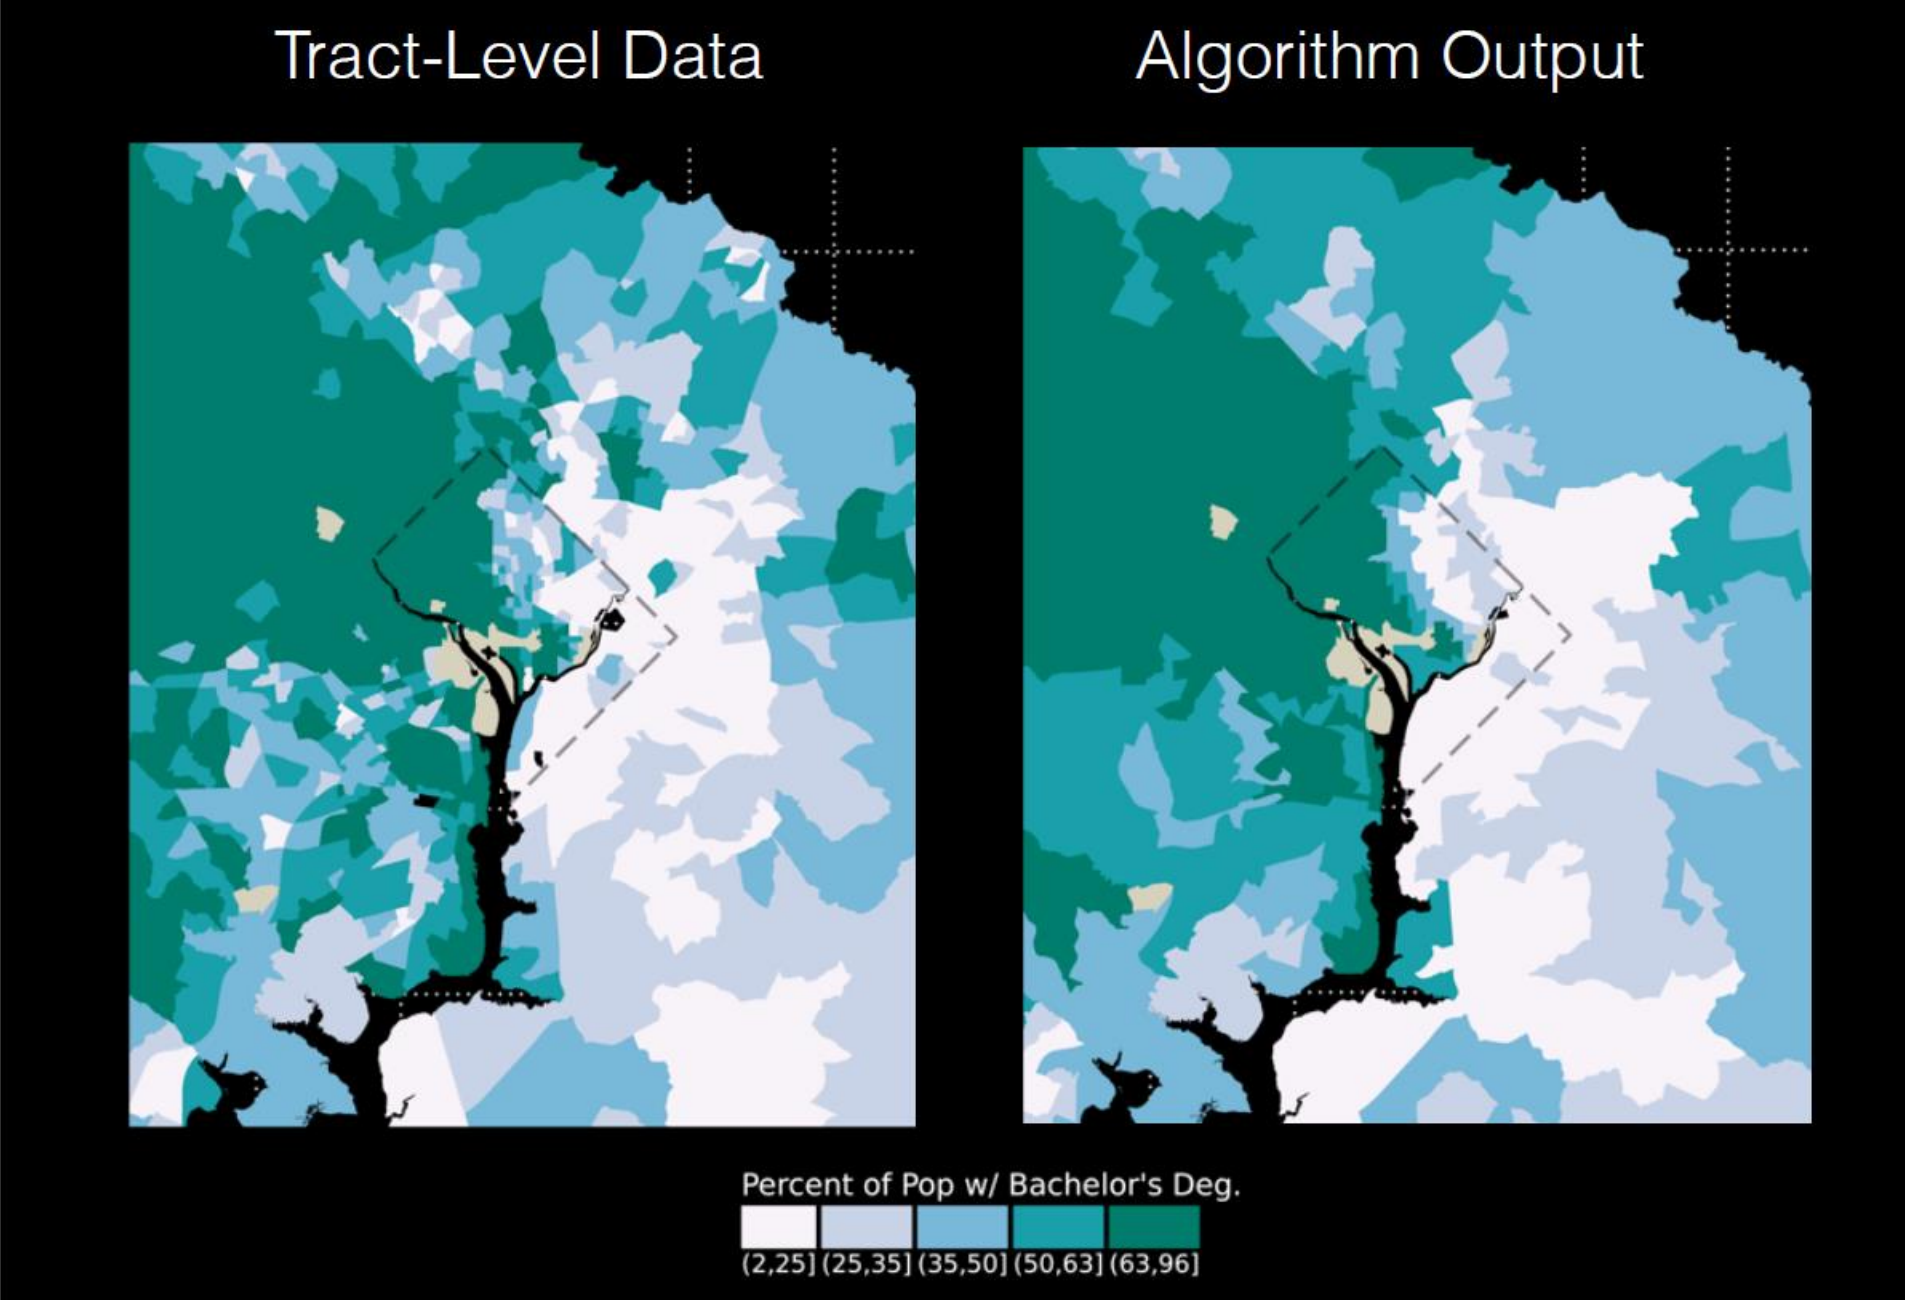 Tract-Level Data
Algorithm Output
Percent of Pop w/ Bachelor's Deg.
(2,25] (25,35] (35,50] (50,63] (63,96]